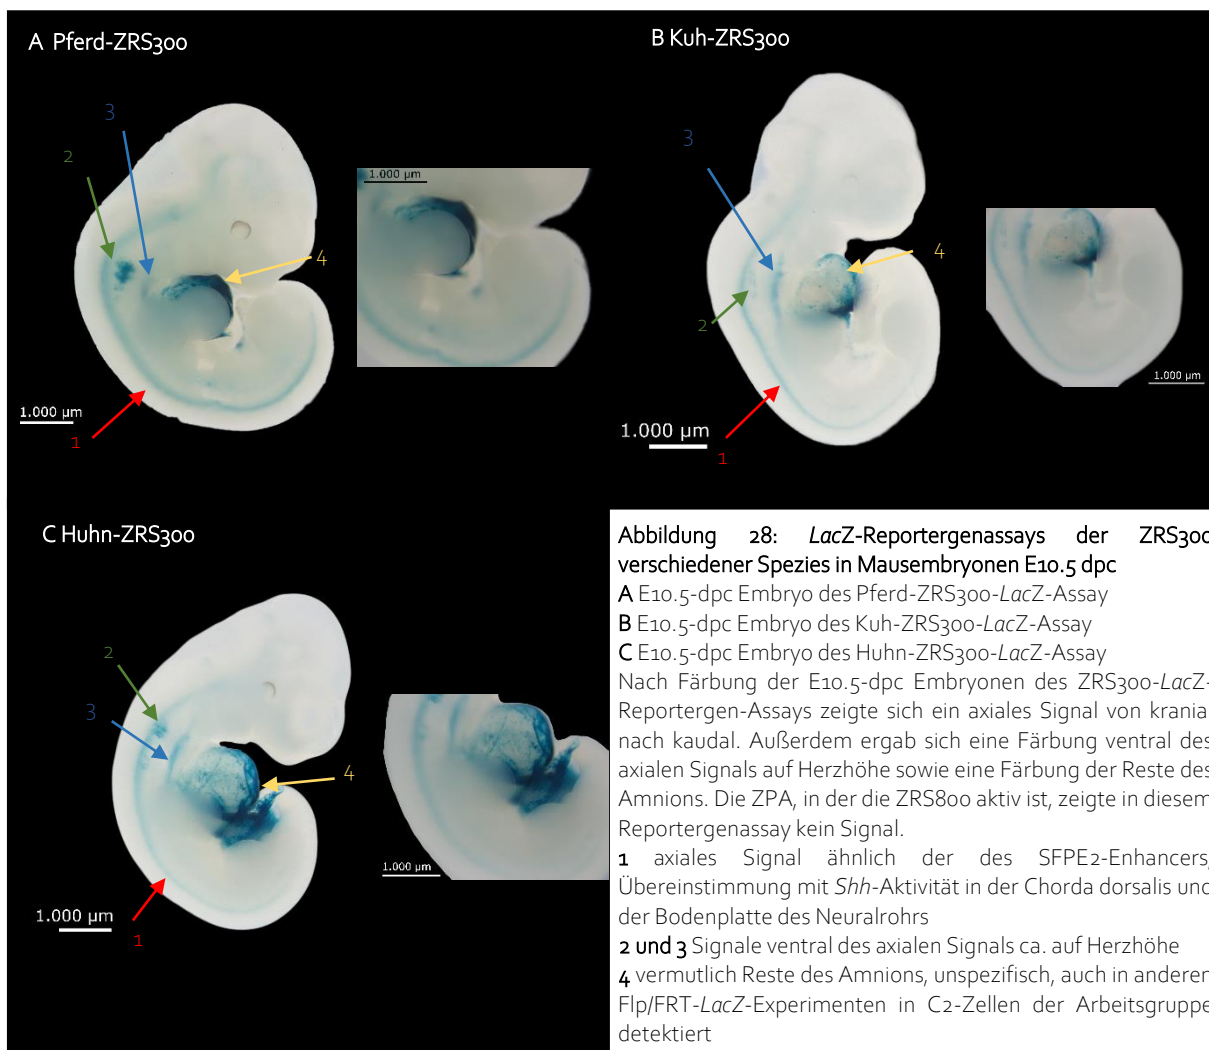 A Pferd-ZRS300
3
2
1.000 µm
4
1.000 µm
1
B Kuh-ZRS300
3
4
2
1.000 µm
1.000 µm
1
C Huhn-ZRS300
2
3
4
1.000 µm
1.000 µm
1
Abbildung 28: LacZ-Reportergenassays der ZRS300
verschiedener Spezies in Mausembryonen E10.5 dpc
A E10.5-dpc Embryo des Pferd-ZRS300-LacZ-Assay
B E10.5-dpc Embryo des Kuh-ZRS300-LacZ-Assay
C E10.5-dpc Embryo des Huhn-ZRS300-LacZ-Assay
Nach Färbung der E10.5-dpc Embryonen des ZRS300-LacZ-
Reportergen-Assays zeigte sich ein axiales Signal von krania
nach kaudal. Außerdem ergab sich eine Färbung ventral des
axialen Signals auf Herzhöhe sowie eine Färbung der Reste des
Amnions. Die ZPA, in der die ZRS800 aktiv ist, zeigte in diesem
Reportergenassay kein Signal.
1 axiales Signal ähnlich der des SFPE2-Enhancers,
Übereinstimmung mit Shh-Aktivität in der Chorda dorsalis und
der Bodenplatte des Neuralrohrs
2 und 3 Signale ventral des axialen Signals ca. auf Herzhöhe
4 vermutlich Reste des Amnions, unspezifisch, auch in anderen
Flp/FRT-LacZ-Experimenten in C2-Zellen der Arbeitsgruppe
detektiert